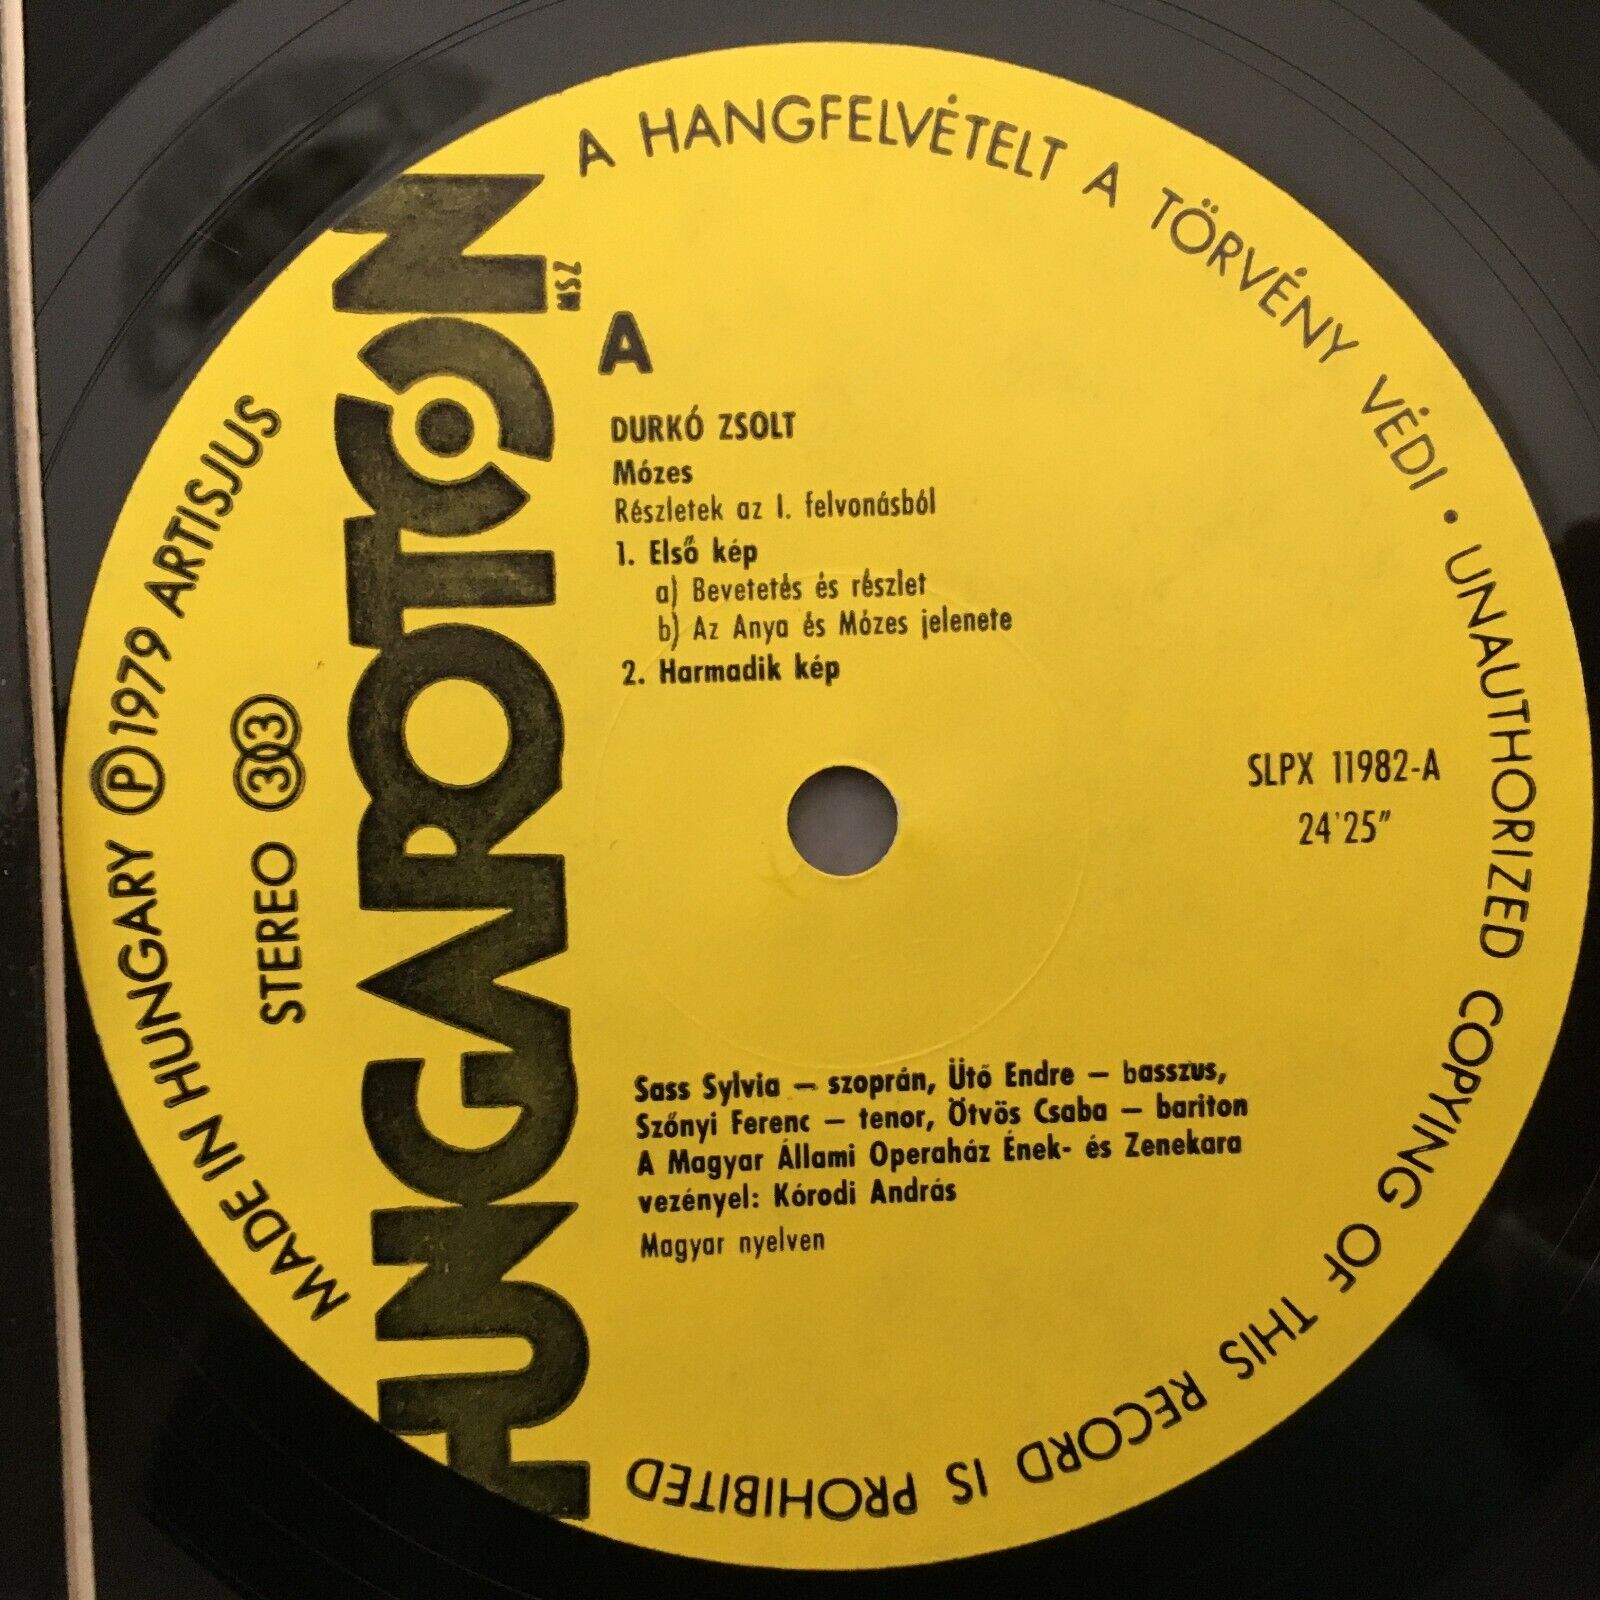 A HANGFELVÉTELT A TÖRVÉNY VÉDI • UNAUTHORIZED COPYING OF THIS RECORD IS PROHIBITED
MADE IN HUNGARY Ⓟ 1979 ARTISJUS
STEREO 33
HUNGAROTON
MSZ
A
DURKÓ ZSOLT
Mózes
Részletek az I. felvonásból
1. Első kép
a) Bevetetés és részlet
b) Az Anya és Mózes jelenete
2. Harmadik kép
SLPX 11982-A
24'25"
Sass Sylvia – szoprán, Ütő Endre – basszus,
Szőnyi Ferenc – tenor, Ötvös Csaba – bariton
A Magyar Állami Operaház Ének- és Zenekara
vezényel: Kórodi András
Magyar nyelven